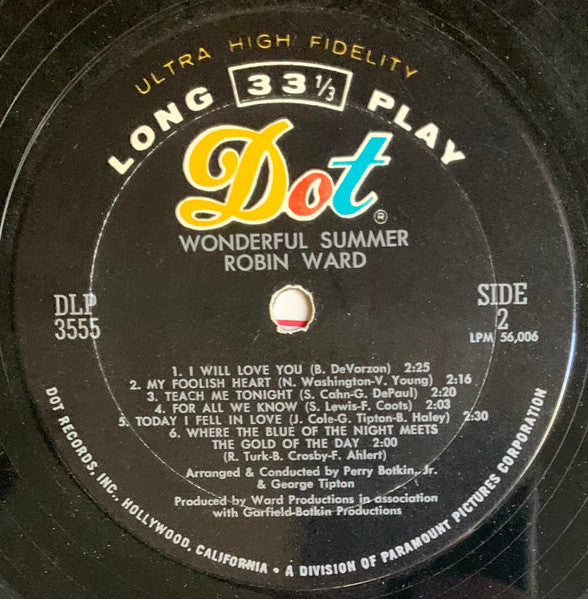 ULTRA HIGH FIDELITY
LONG 33 1/3 PLAY
Dot®
WONDERFUL SUMMER
ROBIN WARD
DLP
3555
SIDE
2
LPM 56,006
1. I WILL LOVE YOU (B. DeVorzon) 2:25
2. MY FOOLISH HEART (N. Washington-V. Young) 2:16
3. TEACH ME TONIGHT (S. Cahn-G. DePaul) 2:20
4. FOR ALL WE KNOW (S. Lewis-F. Coots) 2:03
5. TODAY I FELL IN LOVE (J. Cole-G. Tipton-B. Haley) 2:30
6. WHERE THE BLUE OF THE NIGHT MEETS
THE GOLD OF THE DAY 2:00
(R. Turk-B. Crosby-F. Ahlert)
Arranged & Conducted by Perry Botkin, Jr.
& George Tipton
Produced by Ward Productions in association
with Garfield-Botkin Productions
DOT RECORDS, INC., HOLLYWOOD, CALIFORNIA • A DIVISION OF PARAMOUNT PICTURES CORPORATION